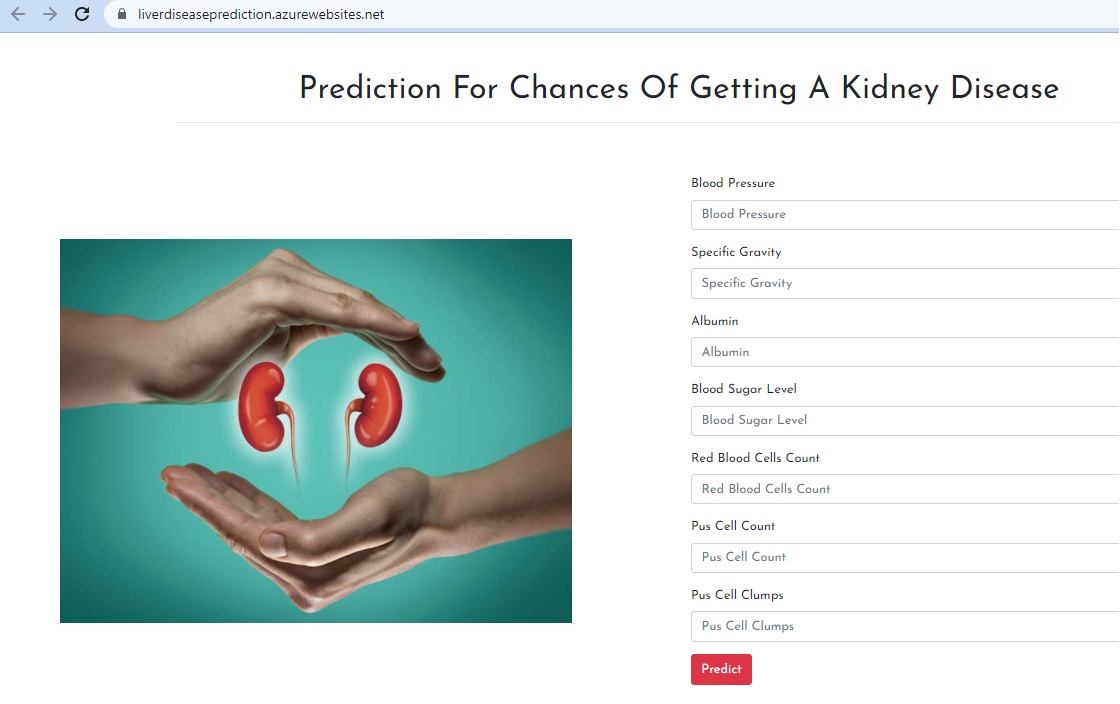 liverdiseaseprediction.azurewebsites.net
Prediction For Chances Of Getting A Kidney Disease
Blood Pressure
Blood Pressure
Specific Gravity
Specific Gravity
Albumin
Albumin
Blood Sugar Level
Blood Sugar Level
Red Blood Cells Count
Red Blood Cells Count
Pus Cell Count
Pus Cell Count
Pus Cell Clumps
Pus Cell Clumps
Predict